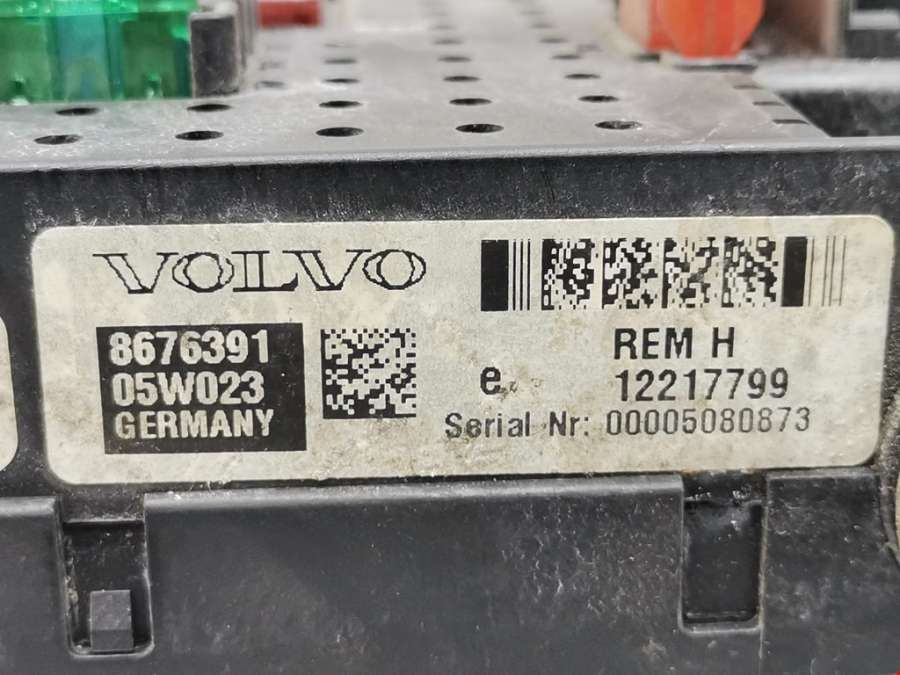 VOLVO
8676391
05W023
GERMANY
REM H
e. 12217799
Serial Nr: 00005080873